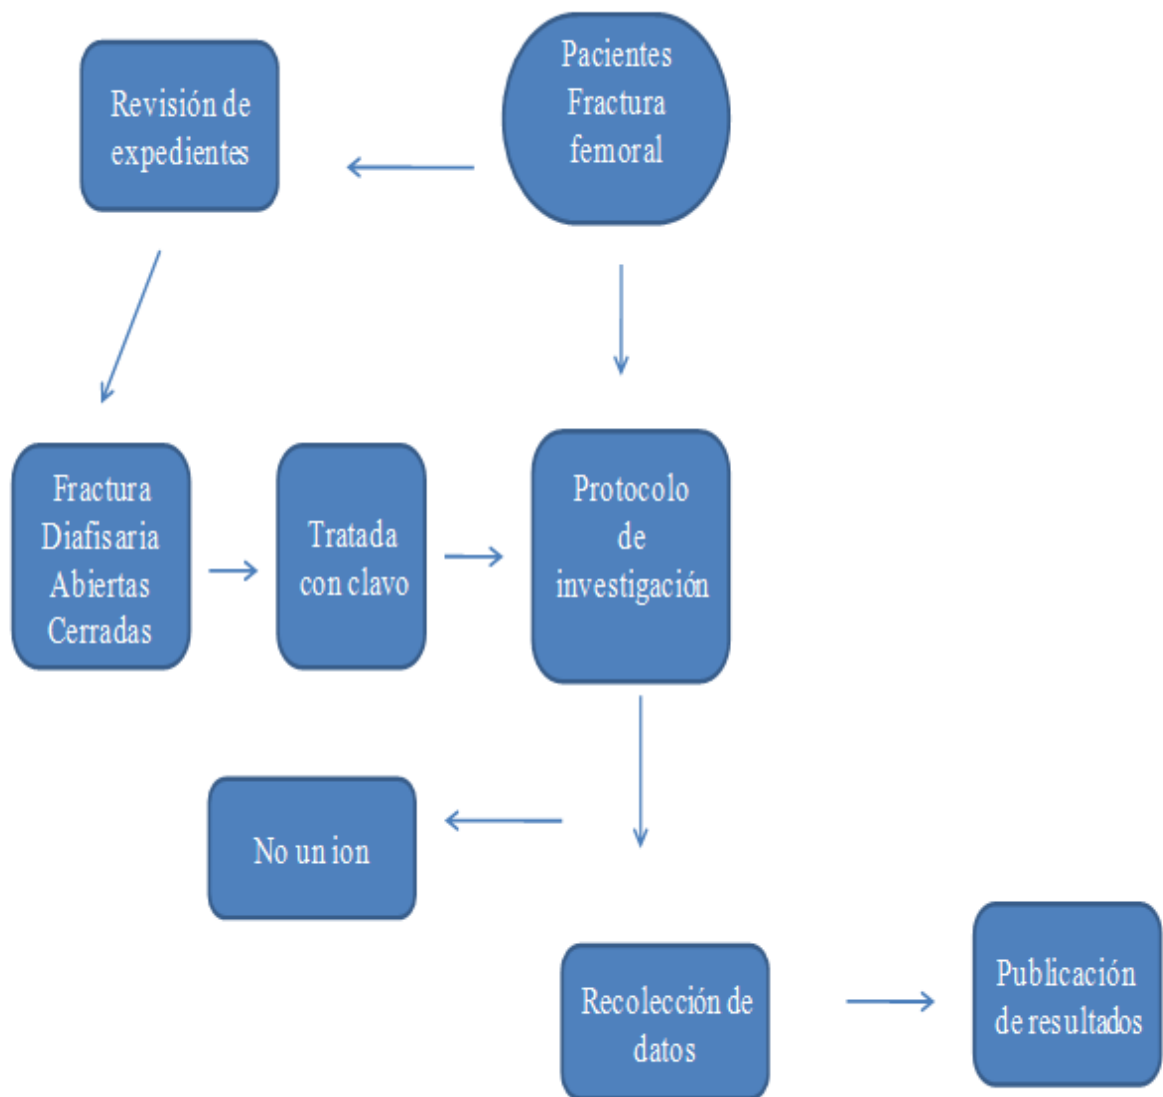 Pacientes
Fractura
femoral
Revisión de
expedientes
Fractura
Diafisaria
Abiertas
Cerradas
Tratada
con clavo
Protocolo
de
investigación
No un ion
Recolección de
datos
Publicación
de resultados